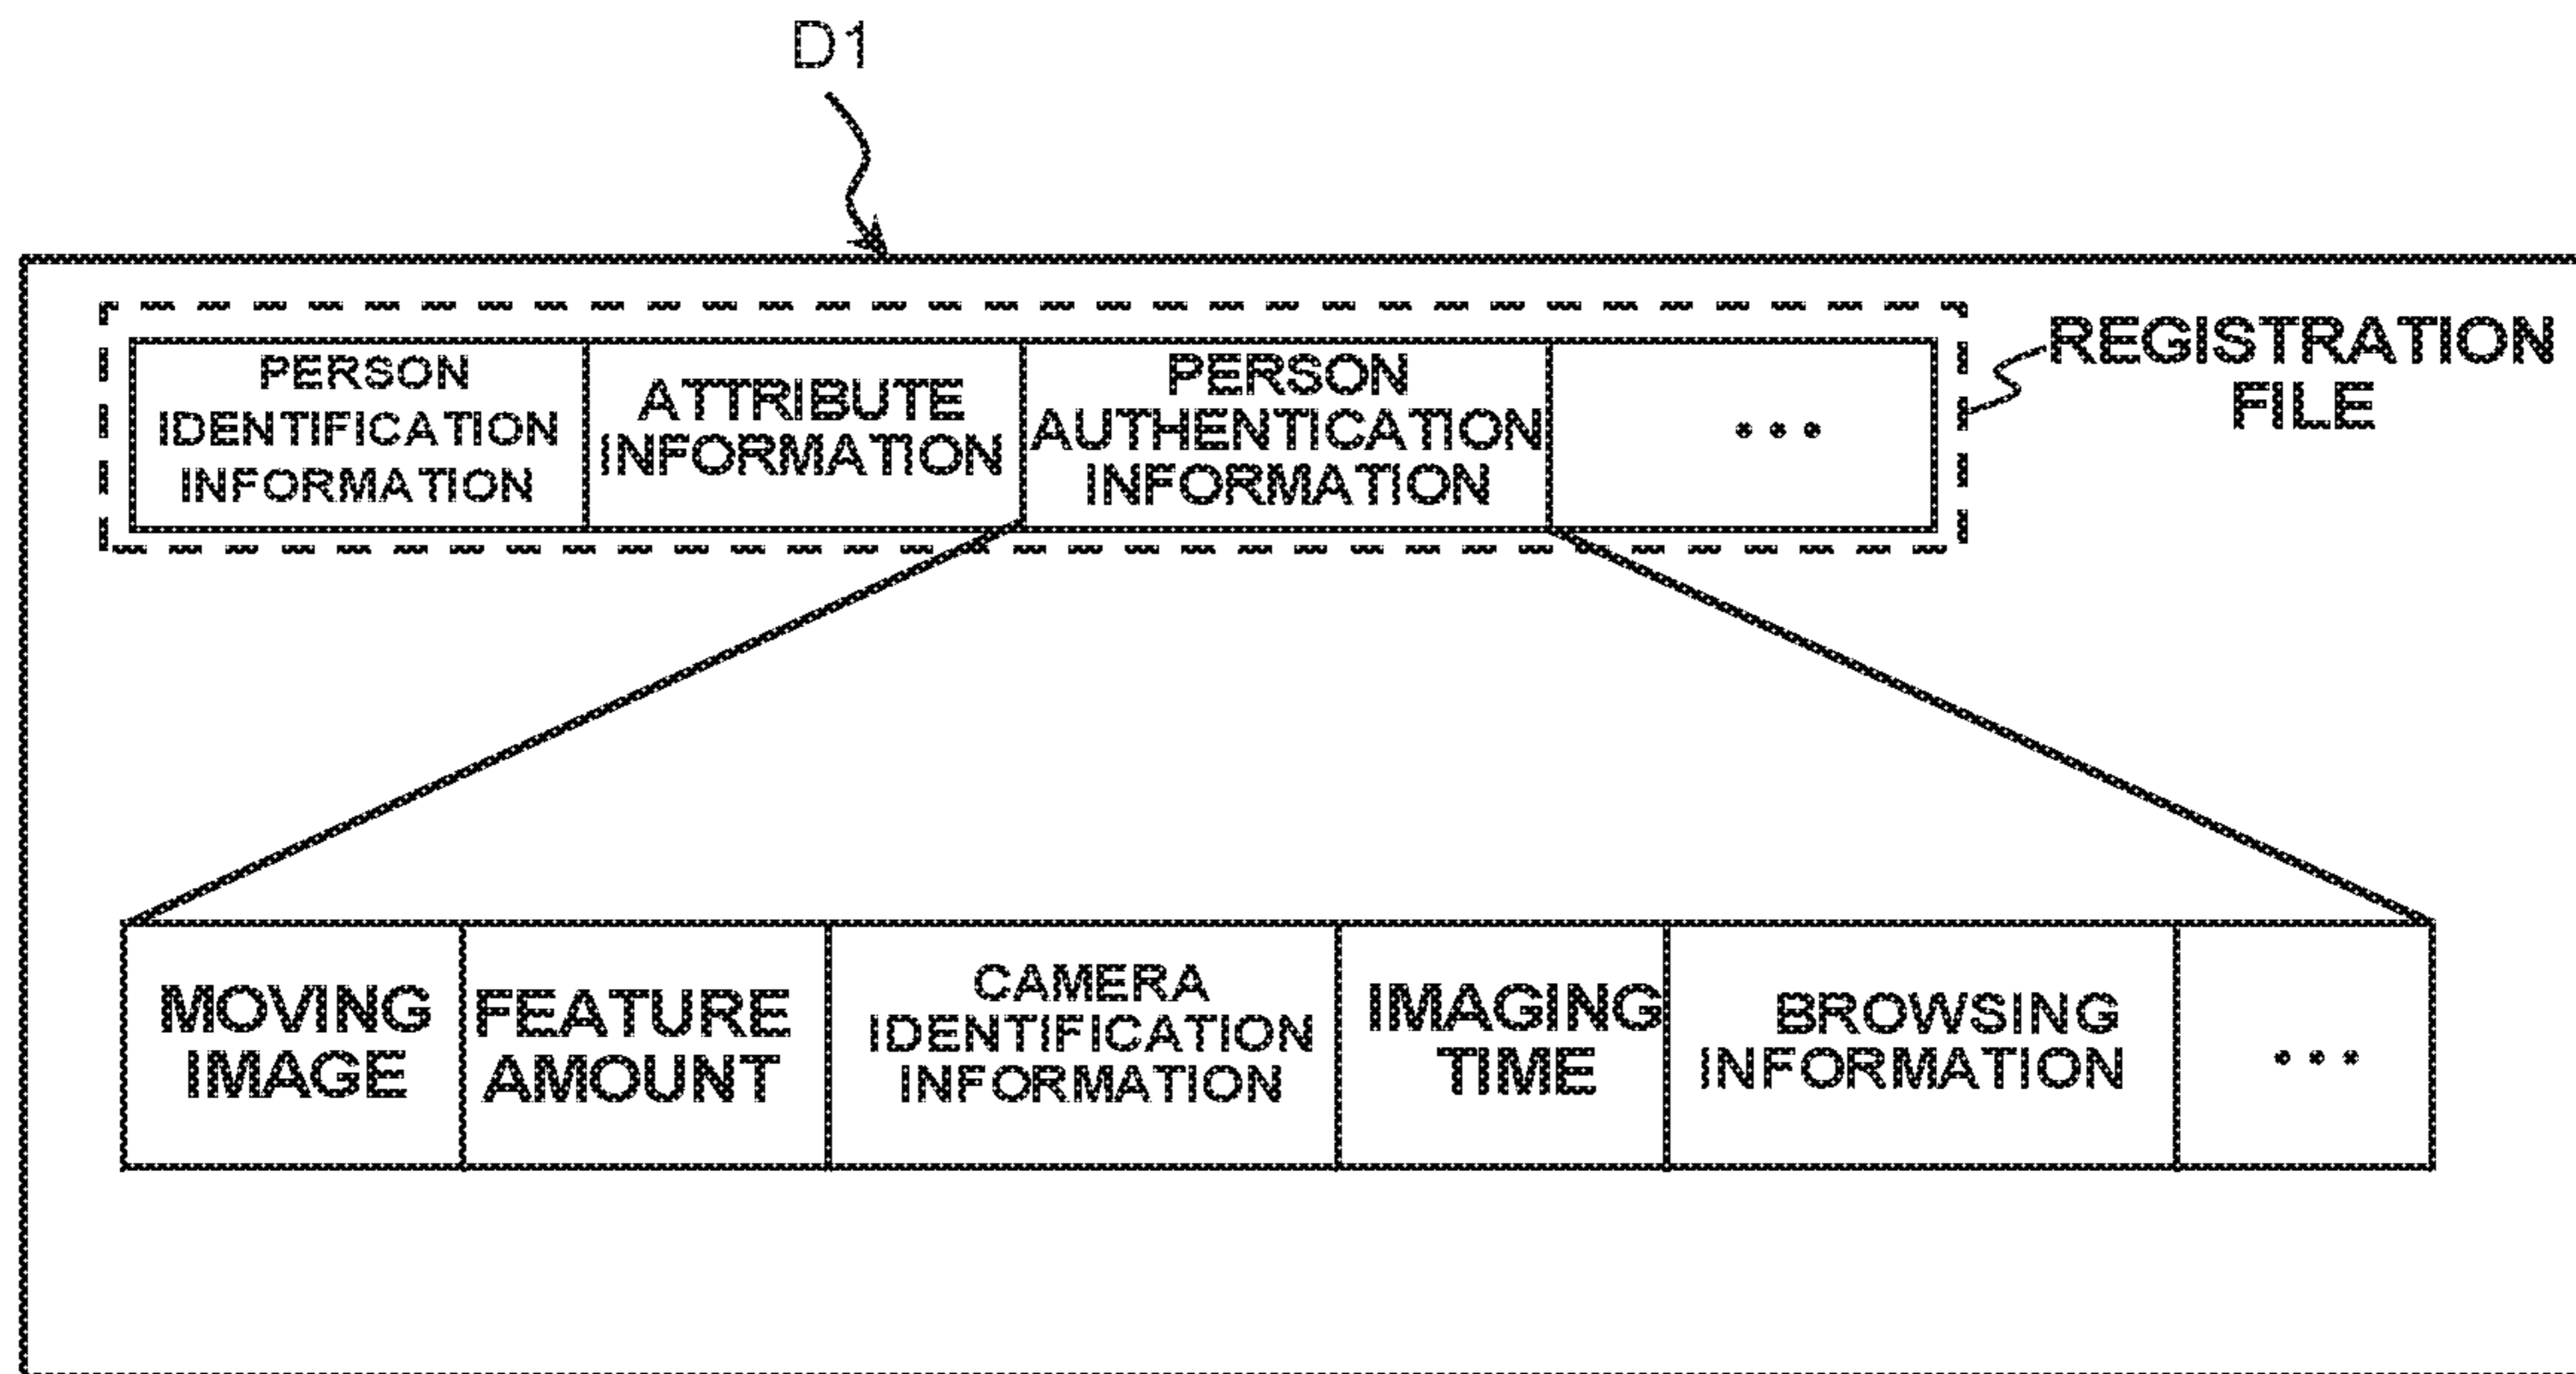 D1
PERSON
IDENTIFICATION
INFORMATION
ATTRIBUTE
INFORMATION
PERSON
AUTHENTICATION
INFORMATION
...
REGISTRATION
FILE
MOVING
IMAGE
FEATURE
AMOUNT
CAMERA
IDENTIFICATION
INFORMATION
IMAGING
TIME
BROWSING
INFORMATION
...